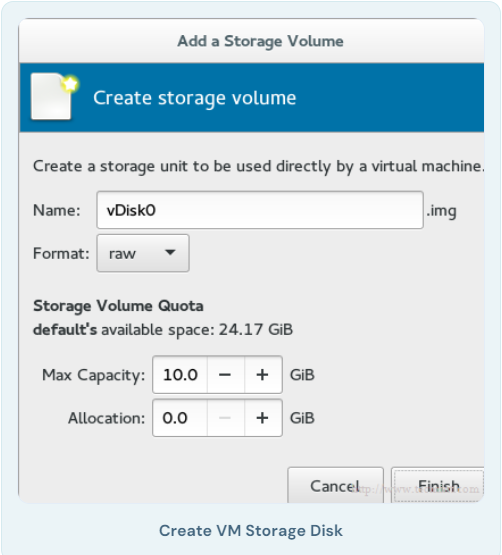 Add a Storage Volume
Create storage volume
Create a storage unit to be used directly by a virtual machine.
Name: vDisk0 .img
Format: raw
Storage Volume Quota
default's available space: 24.17 GiB
Max Capacity: 10.0 − + GiB
Allocation: 0.0 − + GiB
Cancel Finish
Create VM Storage Disk